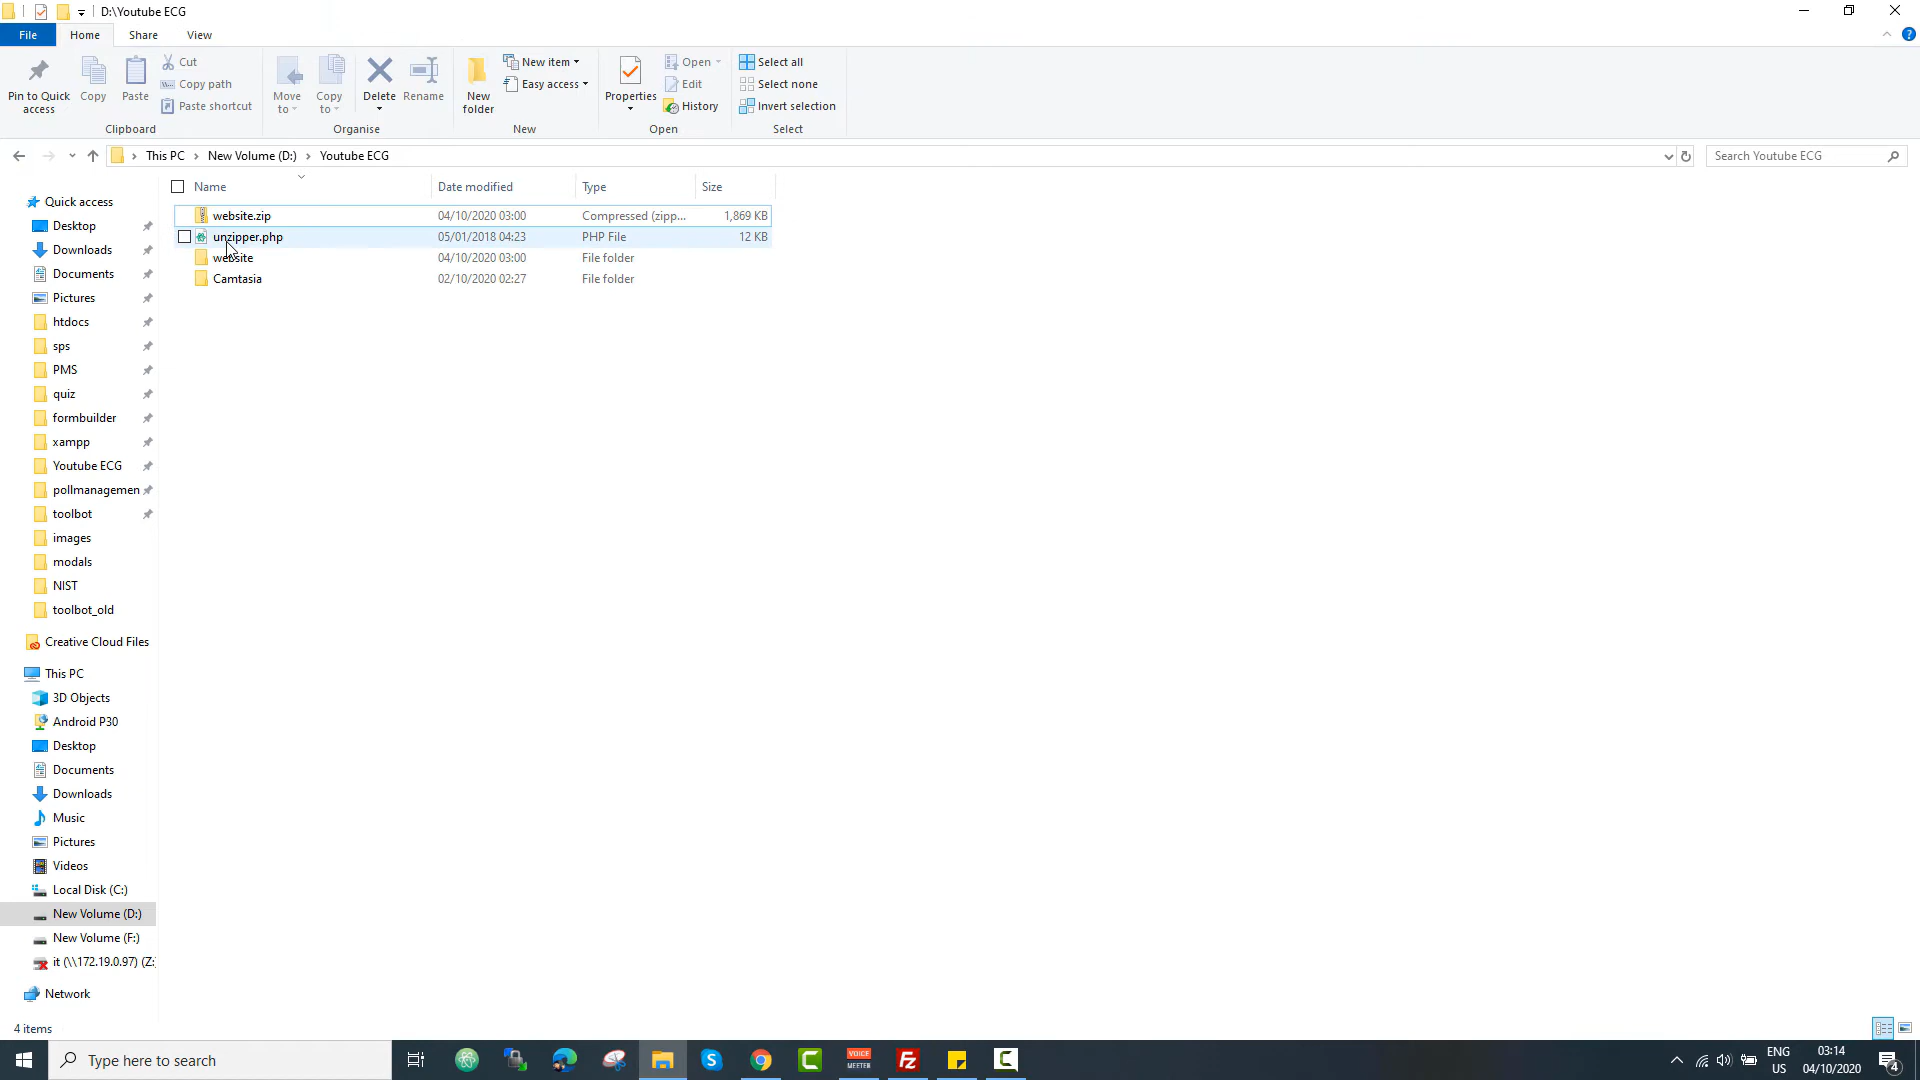 D:\Youtube ECG
File Home Share View
Pin to Quick access
Copy
Paste
Cut
Copy path
Paste shortcut
Clipboard
Move to
Copy to
Delete
Rename
Organise
New folder
New item
Easy access
New
Properties
Open
Edit
History
Open
Select all
Select none
Invert selection
Select
This PC > New Volume (D:) > Youtube ECG
Search Youtube ECG
Name Date modified Type Size
website.zip 04/10/2020 03:00 Compressed (zipp... 1,869 KB
unzipper.php 05/01/2018 04:23 PHP File 12 KB
website 04/10/2020 03:00 File folder
Camtasia 02/10/2020 02:27 File folder
Quick access
Desktop
Downloads
Documents
Pictures
htdocs
sps
PMS
quiz
formbuilder
xampp
Youtube ECG
pollmanagemen
toolbot
images
modals
NIST
toolbot_old
Creative Cloud Files
This PC
3D Objects
Android P30
Desktop
Documents
Downloads
Music
Pictures
Videos
Local Disk (C:)
New Volume (D:)
New Volume (F:)
it (\\172.19.0.97) (Z:
Network
4 items
Type here to search
VOICE
MEETER
ENG
US
03:14
04/10/2020
4